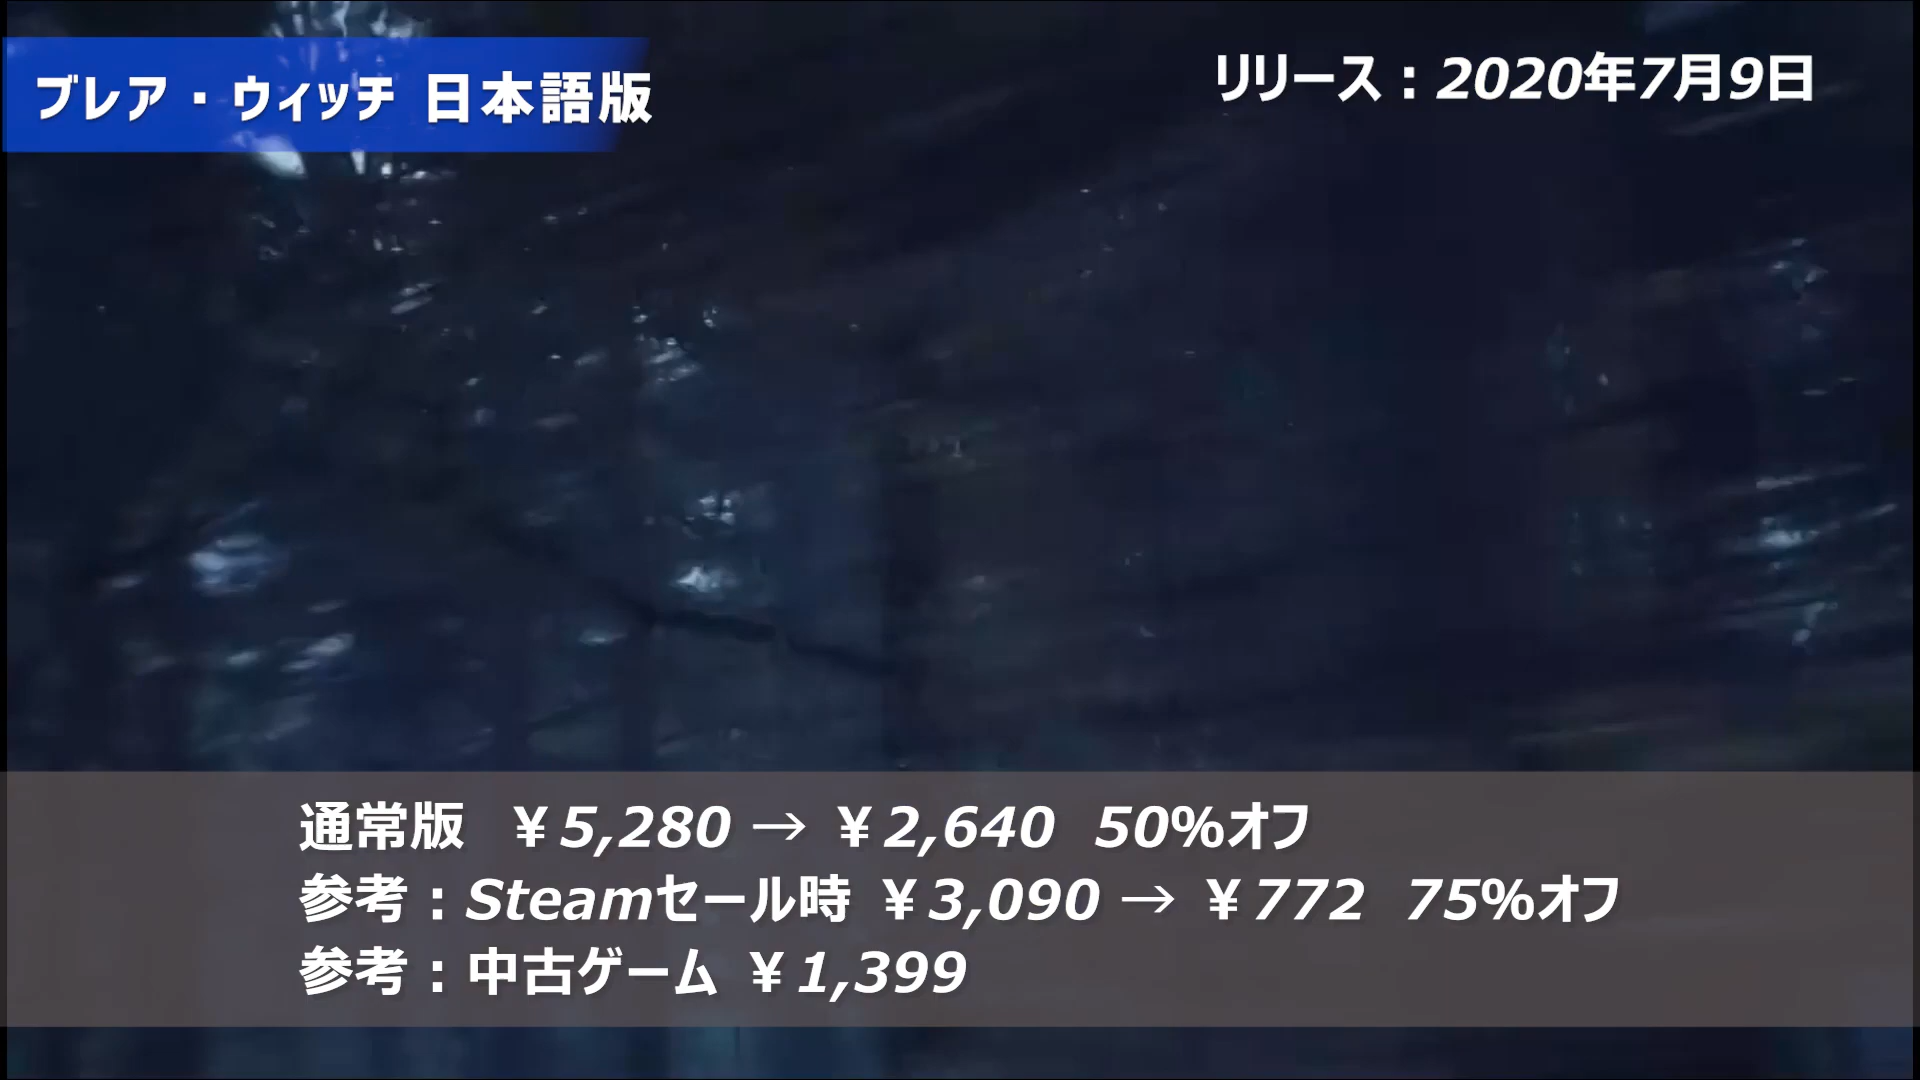 ブレア・ウィッチ 日本語版
リリース：2020年7月9日
通常版 ￥5,280 → ￥2,640 50%オフ
参考：Steamセール時 ￥3,090 → ￥772 75%オフ
参考：中古ゲーム ￥1,399